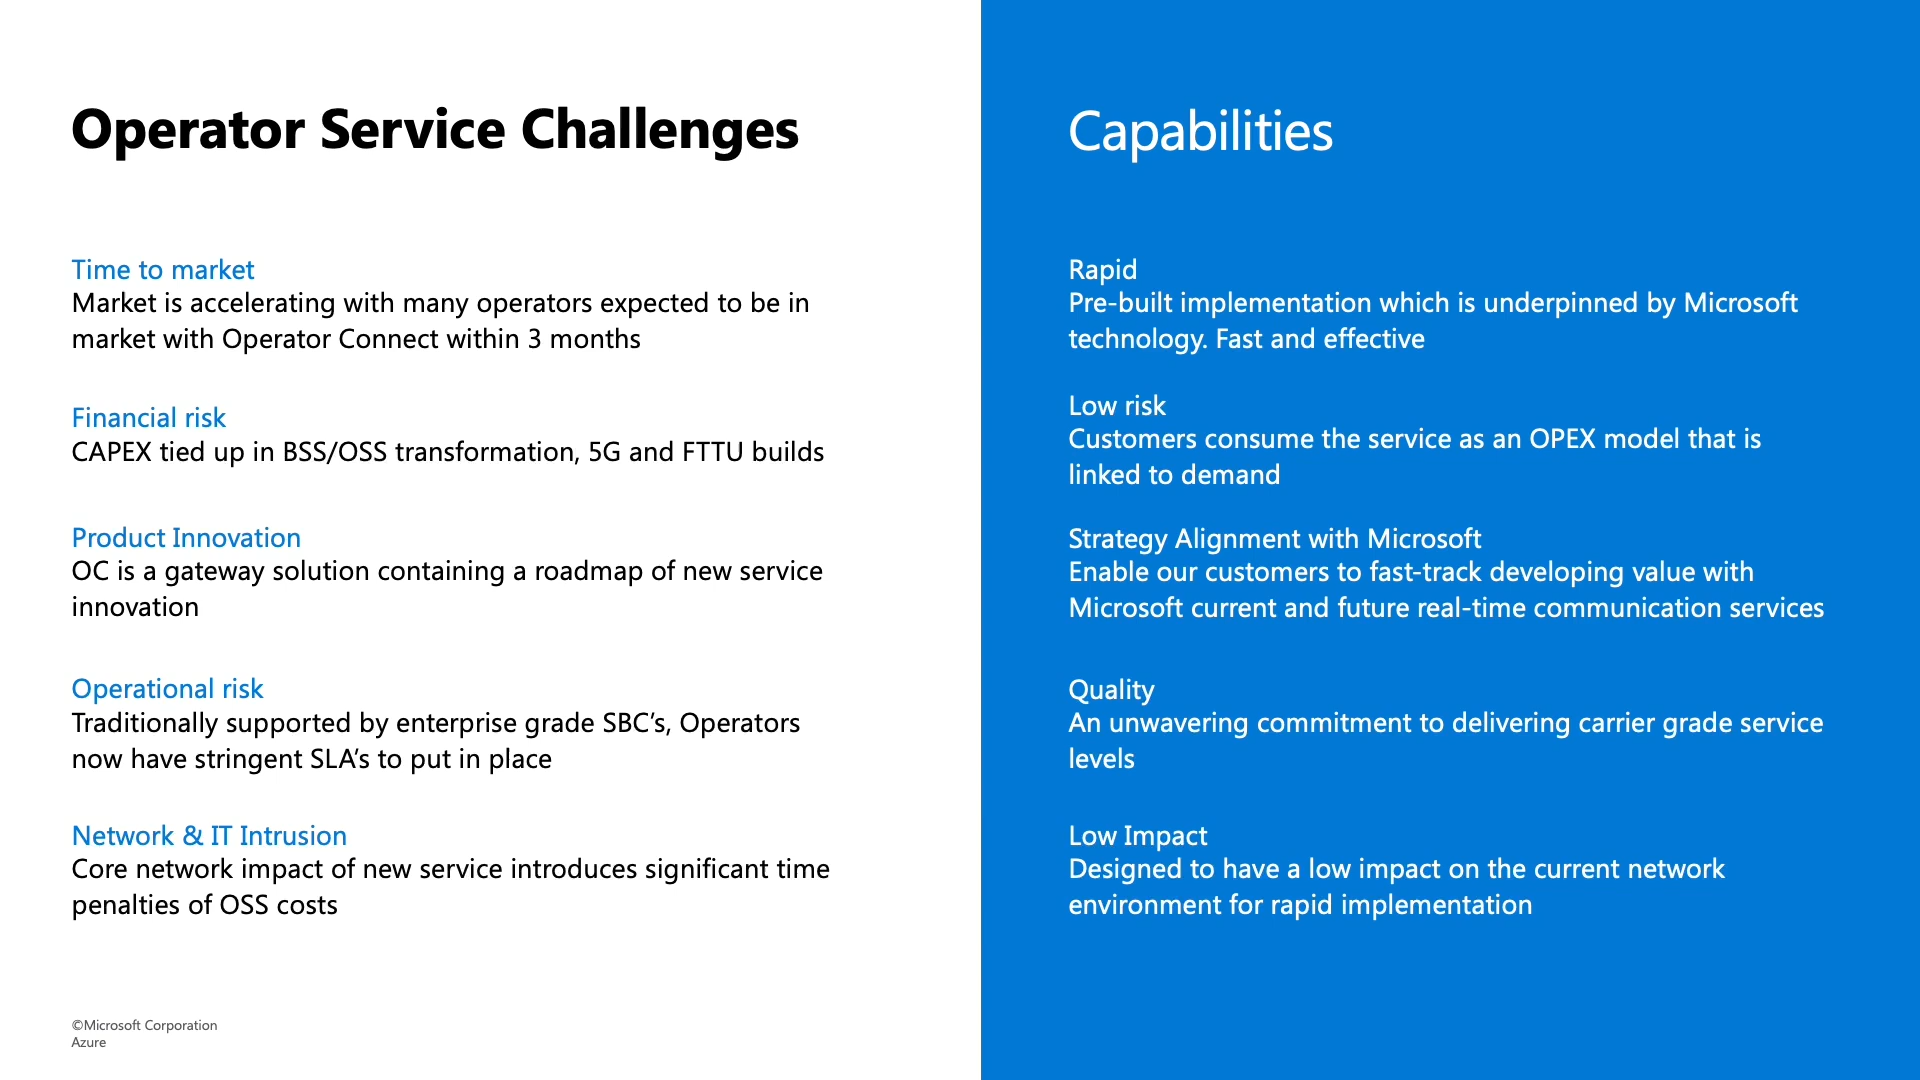 Operator Service Challenges
Time to market
Market is accelerating with many operators expected to be in
market with Operator Connect within 3 months
Financial risk
CAPEX tied up in BSS/OSS transformation, 5G and FTTU builds
Product Innovation
OC is a gateway solution containing a roadmap of new service
innovation
Operational risk
Traditionally supported by enterprise grade SBC’s, Operators
now have stringent SLA’s to put in place
Network & IT Intrusion
Core network impact of new service introduces significant time
penalties of OSS costs
©Microsoft Corporation
Azure
Capabilities
Rapid
Pre-built implementation which is underpinned by Microsoft
technology. Fast and effective
Low risk
Customers consume the service as an OPEX model that is
linked to demand
Strategy Alignment with Microsoft
Enable our customers to fast-track developing value with
Microsoft current and future real-time communication services
Quality
An unwavering commitment to delivering carrier grade service
levels
Low Impact
Designed to have a low impact on the current network
environment for rapid implementation